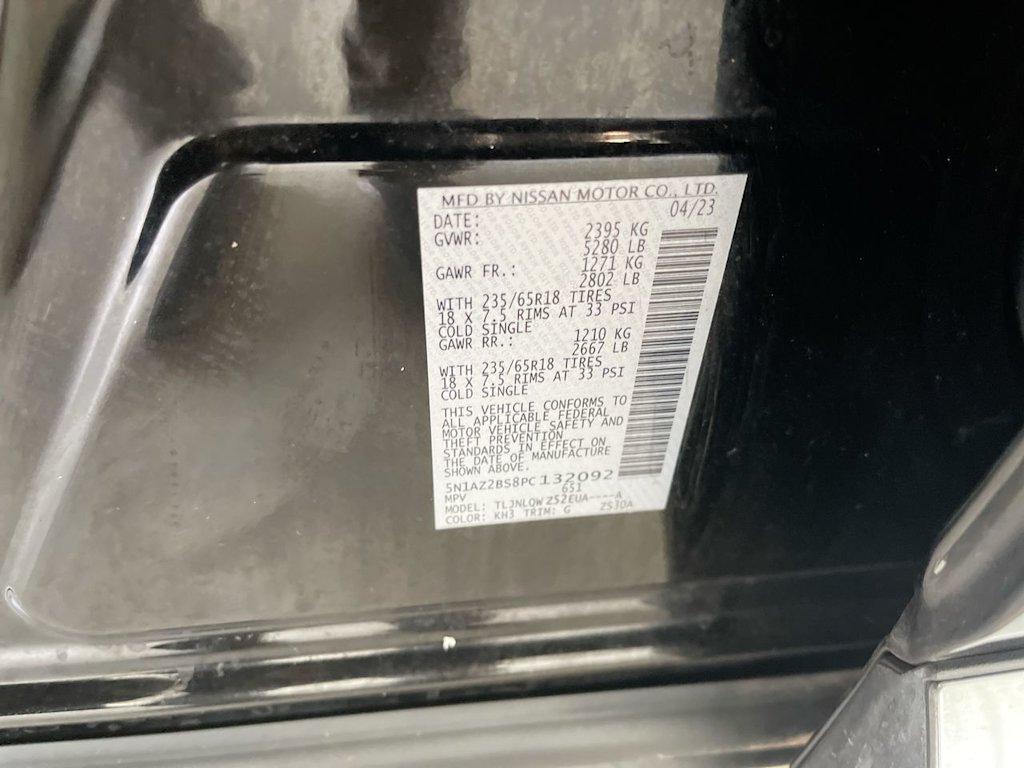 MFD BY NISSAN MOTOR CO., LTD.
DATE: 04/23
GVWR: 2395 KG
5280 LB
GAWR FR.: 1271 KG
2802 LB
WITH 235/65R18 TIRES
18 X 7.5 RIMS AT 33 PSI
COLD SINGLE
GAWR RR.: 1210 KG
2667 LB
WITH 235/65R18 TIRES
18 X 7.5 RIMS AT 33 PSI
COLD SINGLE
THIS VEHICLE CONFORMS TO
ALL APPLICABLE FEDERAL
MOTOR VEHICLE SAFETY AND
THEFT PREVENTION
STANDARDS IN EFFECT ON
THE DATE OF MANUFACTURE
SHOWN ABOVE.
5N1AZ2BS8PC132092
MPV 651
MODEL: TLJNLQW Z52EUA----A
COLOR: KH3 TRIM: G ZS30A